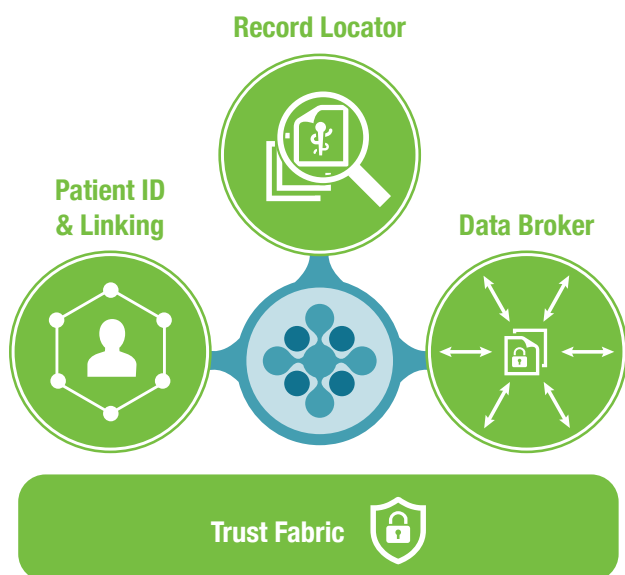 Record Locator
Patient ID
& Linking
Data Broker
Trust Fabric